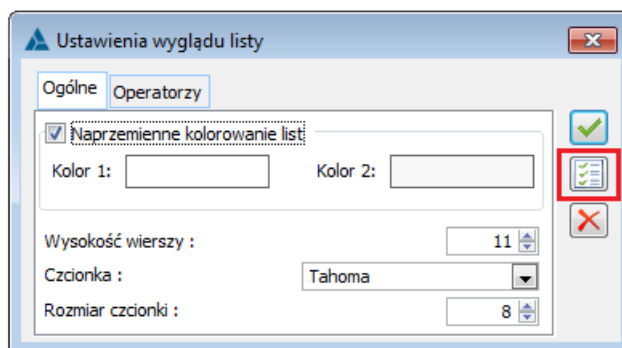 Ustawienia wyglądu listy
Ogólne Operatorzy
Naprzemienne kolorowanie list
Kolor 1: Kolor 2:
Wysokość wierszy : 11
Czcionka : Tahoma
Rozmiar czcionki : 8